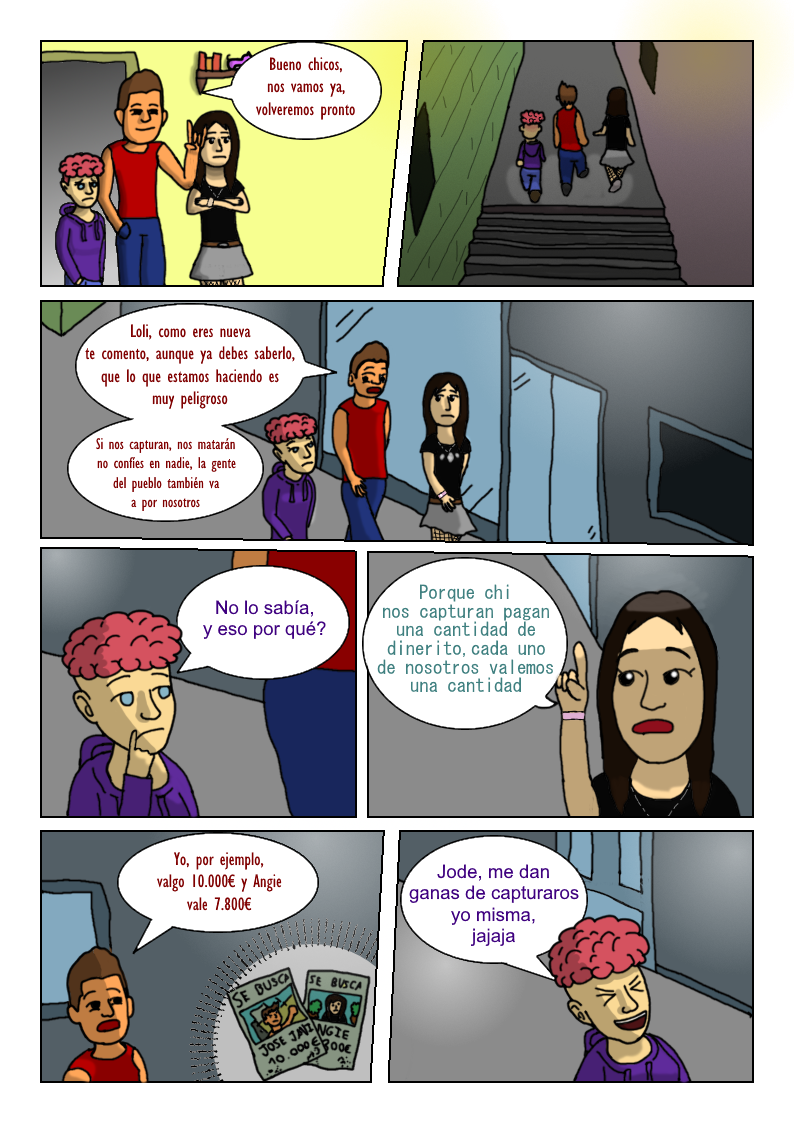 Bueno chicos,
nos vamos ya,
volveremos pronto
Loli, como eres nueva
te comento, aunque ya debes saberlo,
que lo que estamos haciendo es
muy peligroso
Si nos capturan, nos matarán
no confíes en nadie, la gente
del pueblo también va
a por nosotros
No lo sabía,
y eso por qué?
Porque chi
nos capturan pagan
una cantidad de
dinerito,cada uno
de nosotros valemos
una cantidad
Yo, por ejemplo,
valgo 10.000€ y Angie
vale 7.800€
SE BUSCA
JOSE
10.000€
SE BUSCA
NGIE
800€
Jode, me dan
ganas de capturaros
yo misma,
jajaja